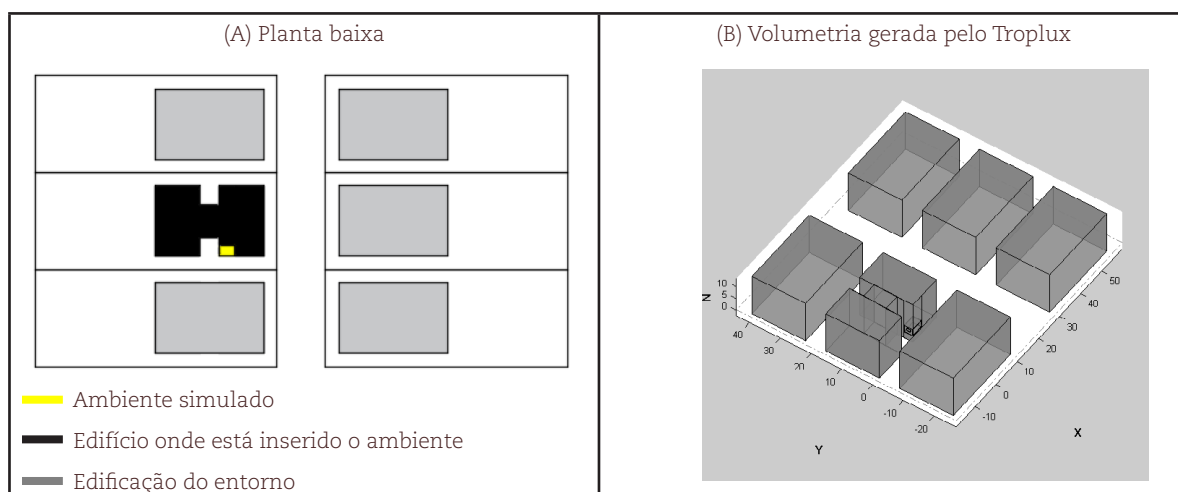 (A) Planta baixa
(B) Volumetria gerada pelo Troplux
Ambiente simulado
Edifício onde está inserido o ambiente
Edificação do entorno
10
5
0
N
40
30
20
10
0
-10
-20
Y
50
40
30
20
10
0
-10
X